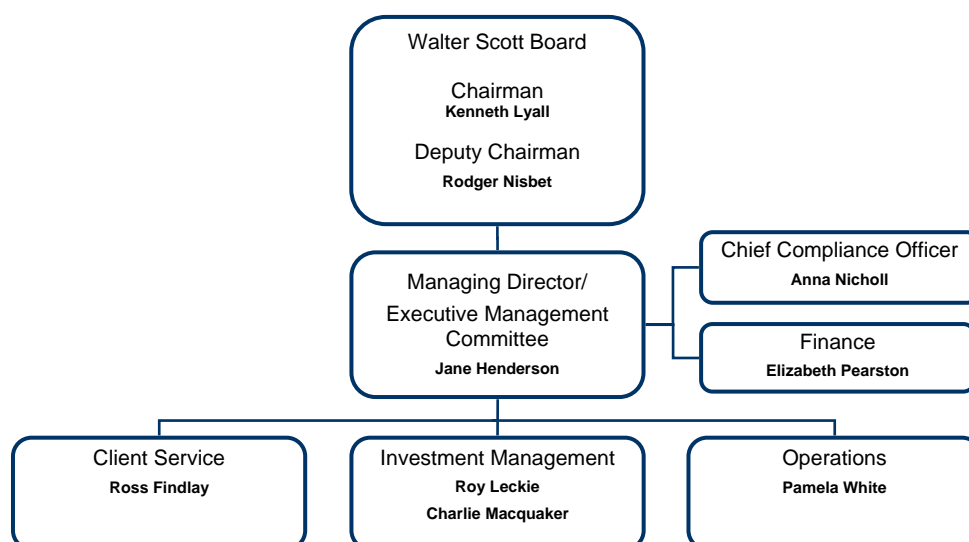 Walter Scott Board
Chairman
Kenneth Lyall
Deputy Chairman
Rodger Nisbet
Managing Director/
Executive Management
Committee
Jane Henderson
Chief Compliance Officer
Anna Nicholl
Finance
Elizabeth Pearston
Client Service
Ross Findlay
Investment Management
Roy Leckie
Charlie Macquaker
Operations
Pamela White